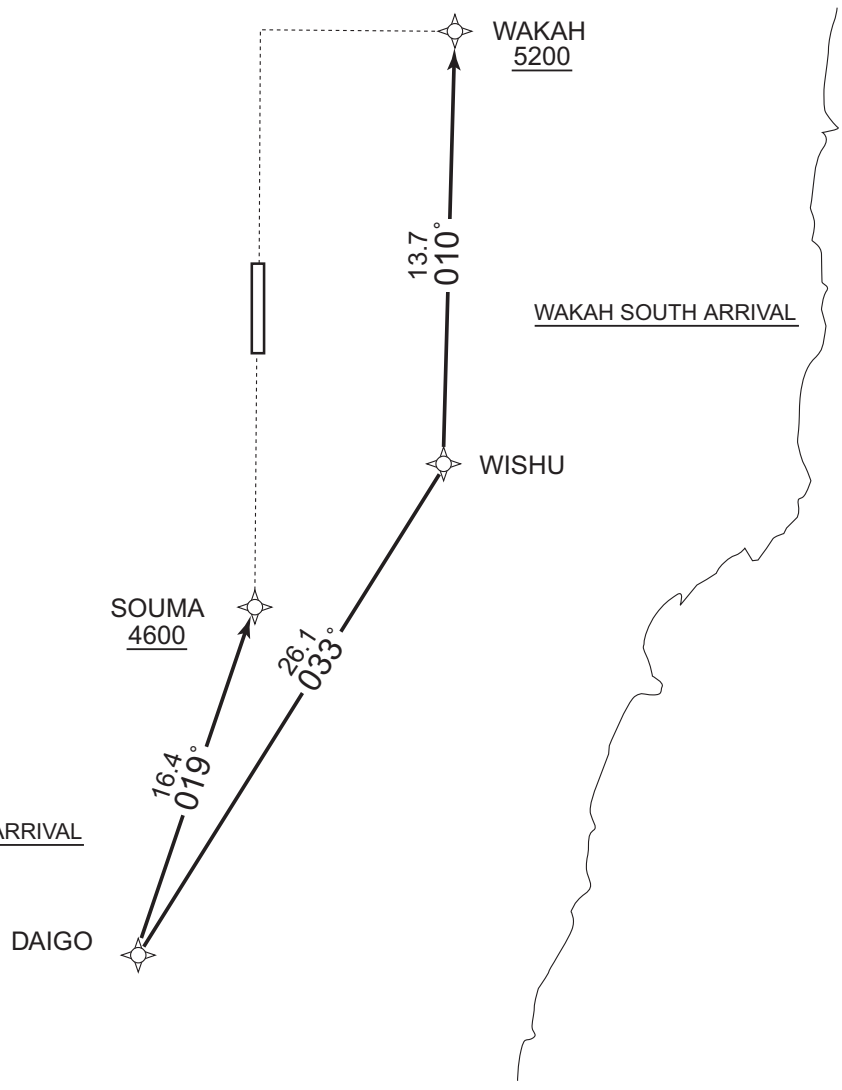 WAKAH
5200
13.7
010°
WAKAH SOUTH ARRIVAL
WISHU
SOUMA
4600
26.1
033°
16.4
019°
ARRIVAL
DAIGO